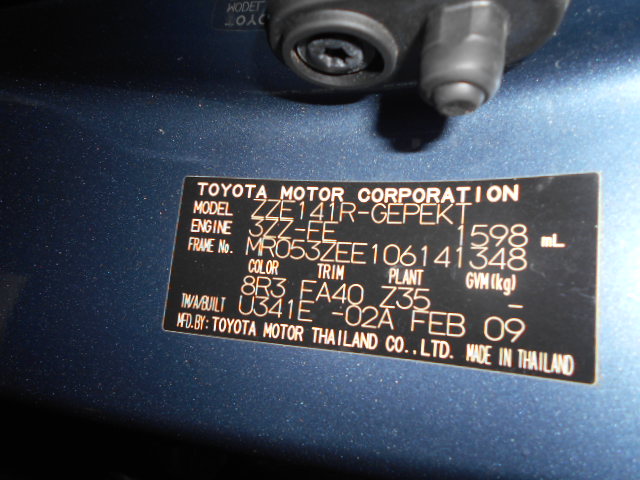 TOYOTA MOTOR CORPORATION
MODEL ZZE141R-GEPEKT
ENGINE 3ZZ-FE 1598 mL
FRAME No. MR053ZEE106141348
COLOR TRIM PLANT GVM(kg)
8R3 FA40 Z35 -
TM/A/BUILT U341E -02A FEB 09
MFD.BY: TOYOTA MOTOR THAILAND CO.,LTD. MADE IN THAILAND